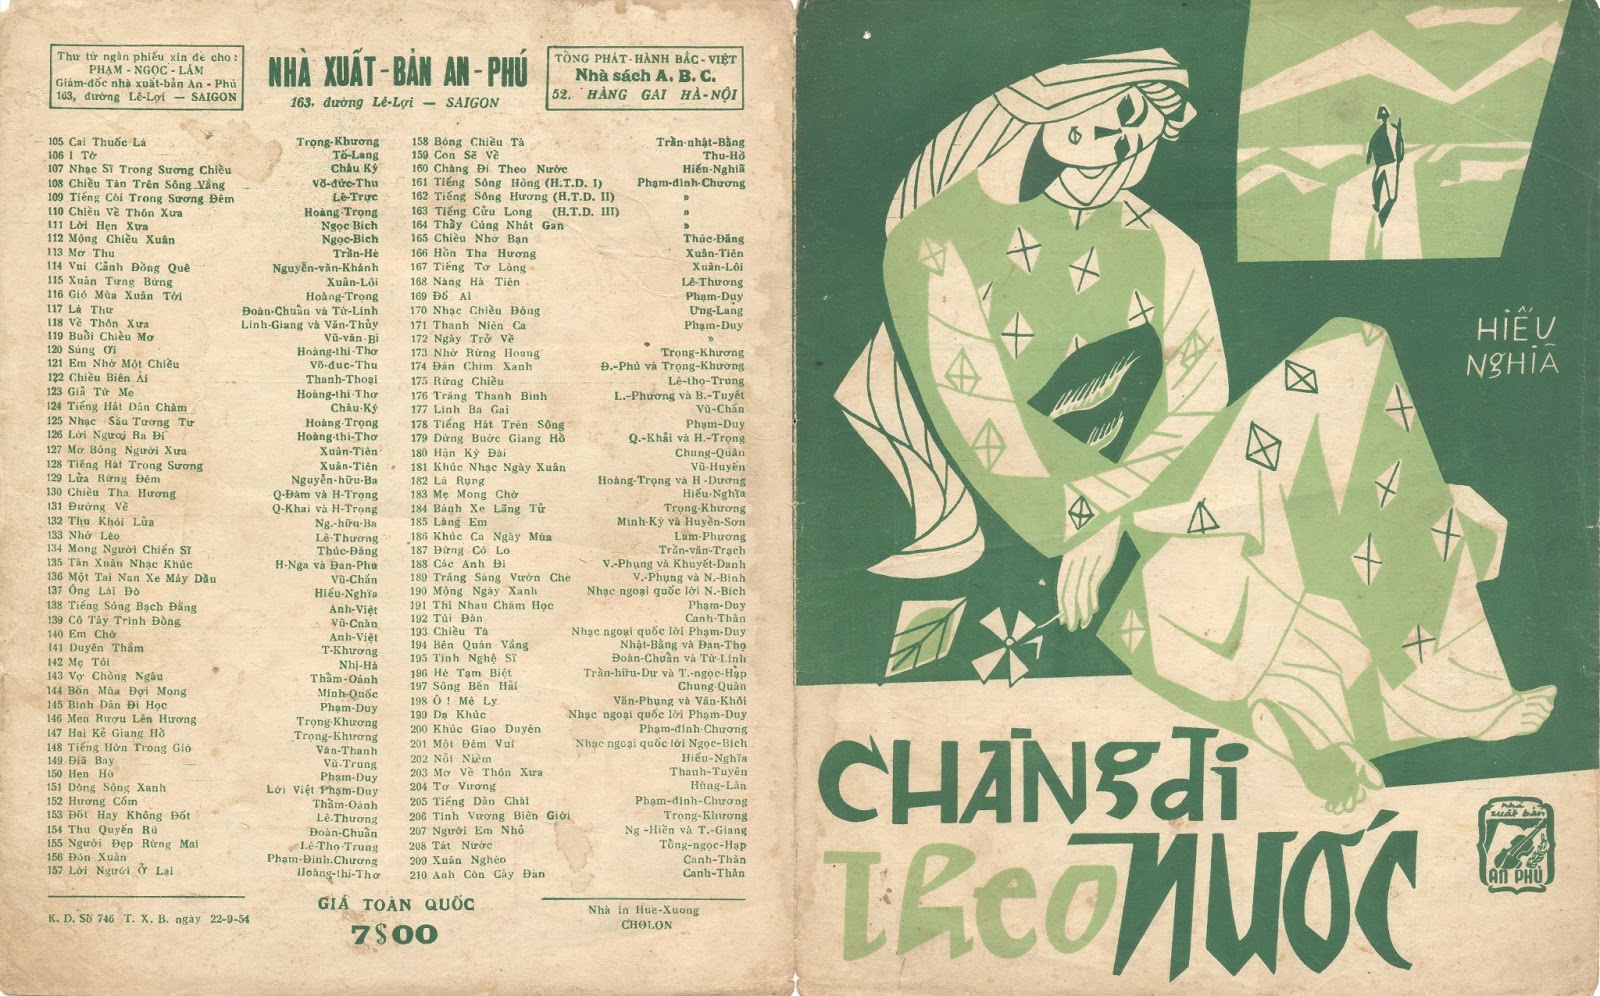 Thư từ ngân phiếu xin đề cho :
PHẠM - NGỌC - LÂM
Giám-đốc nhà xuất-bản An - Phú
163, đường Lê-Lợi — SAIGON
NHÀ XUẤT-BẢN AN-PHÚ
163, đường Lê-Lợi — SAIGON
TỔNG PHÁT-HÀNH BẮC-VIỆT
Nhà sách A. B. C.
52. HÀNG GAI HÀ-NỘI
105 Cai Thuốc Lá Trọng-Khương
106 I Tờ Tô-Lang
107 Nhạc Sĩ Trong Sương Chiều Châu Kỳ
108 Chiều Tàn Trên Sông Vắng Võ-đức-Thu
109 Tiếng Còi Trong Sương Đêm Lê-Trực
110 Chiều Về Thôn Xưa Hoàng-Trọng
111 Lời Hẹn Xưa Ngọc-Bích
112 Mộng Chiều Xuân Ngọc-Bích
113 Mơ Thu Trần-Hè
114 Vui Cảnh Đồng Quê Nguyễn-văn-Khánh
115 Xuân Tưng Bừng Xuân-Lôi
116 Gió Mùa Xuân Tới Hoàng-Trọng
117 Lá Thư Đoàn-Chuẩn và Từ-Linh
118 Về Thôn Xưa Linh-Giang và Văn-Thủy
119 Buồi Chiều Mơ Vũ-văn-Bi
120 Súng Ơi Hoàng-thi-Thơ
121 Em Nhớ Một Chiều Võ-đuc-Thu
122 Chiều Biên Ải Thanh-Thoại
123 Giã Từ Mẹ Hoàng-thi-Thơ
124 Tiếng Hát Dân Chàm Châu-Kỳ
125 Nhạc Sầu Tương Tư Hoàng-Trọng
126 Lời Người Ra Đi Hoàng-thi-Thơ
127 Mơ Bóng Người Xưa Xuân-Tiên
128 Tiếng Hát Trong Sương Xuân-Tiên
129 Lửa Rừng Đêm Nguyễn-hữu-Ba
130 Chiều Tha Hương Q-Đàm và H-Trọng
131 Đường Về Q-Khai và H-Trọng
132 Thu Khói Lửa Ng.-hữu-Ba
133 Nhớ Lèo Lê-Thương
134 Mong Người Chiến Sĩ Thúc-Đăng
135 Tân Xuân Nhạc Khúc H-Nga và Đan-Phú
136 Một Tai Nan Xe Máy Dầu Vũ-Chấn
137 Ông Lái Đò Hiếu-Nghĩa
138 Tiếng Sóng Bạch Đằng Anh-Việt
139 Cô Tây Trinh Đồng Vũ-Chấn
140 Em Chờ Anh-Việt
141 Duyên Thắm T-Khương
142 Mẹ Tôi Nhị-Hà
143 Vợ Chồng Ngâu Thầm-Oánh
144 Bốn Mùa Đợi Mong Minh-Quốc
145 Bình Dân Đi Học Phạm-Duy
146 Men Rượu Lên Hương Trọng-Khương
147 Hai Kẻ Giang Hồ Trọng-Khương
148 Tiếng Hờn Trong Gió Văn-Thanh
149 Đĩa Bay Vũ-Trung
150 Hẹn Hò Phạm-Duy
151 Dòng Sông Xanh Lời Việt Phạm-Duy
152 Hương Cốm Thầm-Oánh
153 Đốt Hay Không Đốt Lê-Thương
154 Thu Quyến Rũ Đoàn-Chuẩn
155 Người Đẹp Rừng Mai Lê-Thọ-Trung
156 Đón Xuân Phạm-Đình.Chương
157 Lời Người Ở Lại Hoàng-thi-Thơ
158 Bóng Chiều Tà Trần-nhật-Bằng
159 Con Sẽ Về Thu-Hồ
160 Chàng Đi Theo Nước Hiếu-Nghĩa
161 Tiếng Sông Hồng (H.T.D. I) Phạm-đình-Chương
162 Tiếng Sông Hương (H.T.D. II) »
163 Tiếng Cửu Long (H.T.D. III) »
164 Thầy Cúng Nhát Gan »
165 Chiều Nhớ Bạn Thúc-Đăng
166 Hồn Tha Hương Xuân-Tiên
167 Tiếng Tơ Lòng Xuân-Lôi
168 Nàng Hà Tiên Lê-Thương
169 Đố Ai Phạm-Duy
170 Nhạc Chiều Đông Ưng-Lang
171 Thanh Niên Ca Phạm-Duy
172 Ngày Trở Về »
173 Nhớ Rừng Hoang Trọng-Khương
174 Đàn Chim Xanh Đ.-Phú và Trọng-Khương
175 Rừng Chiều Lê-thọ-Trung
176 Trăng Thanh Bình L.-Phương và B.-Tuyết
177 Lính Ba Gai Vũ-Chấn
178 Tiếng Hát Trên Sông Phạm-Duy
179 Dừng Bước Giang Hồ Q.-Khải và H.-Trọng
180 Hận Kỳ Đài Chung-Quân
181 Khúc Nhạc Ngày Xuân Vũ-Huyến
182 Lá Rụng Hoàng-Trọng và H-Dương
183 Mẹ Mong Chờ Hiếu-Nghĩa
184 Bánh Xe Lãng Tử Trọng-Khương
185 Làng Em Minh-Kỳ và Huyền-Sơn
186 Khúc Ca Ngày Mùa Lam-Phương
187 Đừng Có Lo Trần-văn-Trạch
188 Các Anh Đi V.-Phụng và Khuyết-Danh
189 Trăng Sáng Vườn Chè V.-Phụng và N.-Bính
190 Mộng Ngày Xanh Nhạc ngoại quốc lời N.-Bích
191 Thi Nhau Chăm Học Phạm-Duy
192 Túi Đàn Canh-Thân
193 Chiều Tà Nhạc ngoại quốc lời Phạm-Duy
194 Bến Quán Vắng Nhật-Bằng và Đan-Thọ
195 Tình Nghệ Sĩ Đoàn-Chuẩn và Từ-Linh
196 Hè Tạm Biệt Trần-hữu-Dư và T.-ngọc-Hạp
197 Sông Bến Hải Chung-Quân
198 Ô ! Mê Ly Văn-Phụng và Văn-Khôi
199 Dạ Khúc Nhạc ngoại quốc lời Phạm-Duy
200 Khúc Giao Duyên Phạm-đình-Chương
201 Một Đêm Vui Nhạc ngoại quốc lời Ngọc-Bích
202 Nỗi Niềm Hiếu-Nghĩa
203 Mơ Về Thôn Xưa Thanh-Tuyền
204 Tơ Vương Hùng-Lân
205 Tiếng Dân Chài Phạm-đình-Chương
206 Tình Vương Biên Giới Trọng-Khương
207 Người Em Nhỏ Ng -Hiền và T.-Giang
208 Tát Nước Tống-ngọc-Hạp
209 Xuân Nghèo Canh-Thân
210 Anh Còn Cây Đàn Canh-Thân
K. D. Số 746 T. X. B. ngày 22-9-54
GIÁ TOÀN QUỐC
7$00
Nhà in Hue-Xuong
CHOLON
HIẾU
NGHĨA
CHÀNG ĐI
THEO NƯỚC
nhà
xuất bản
AN PHÚ